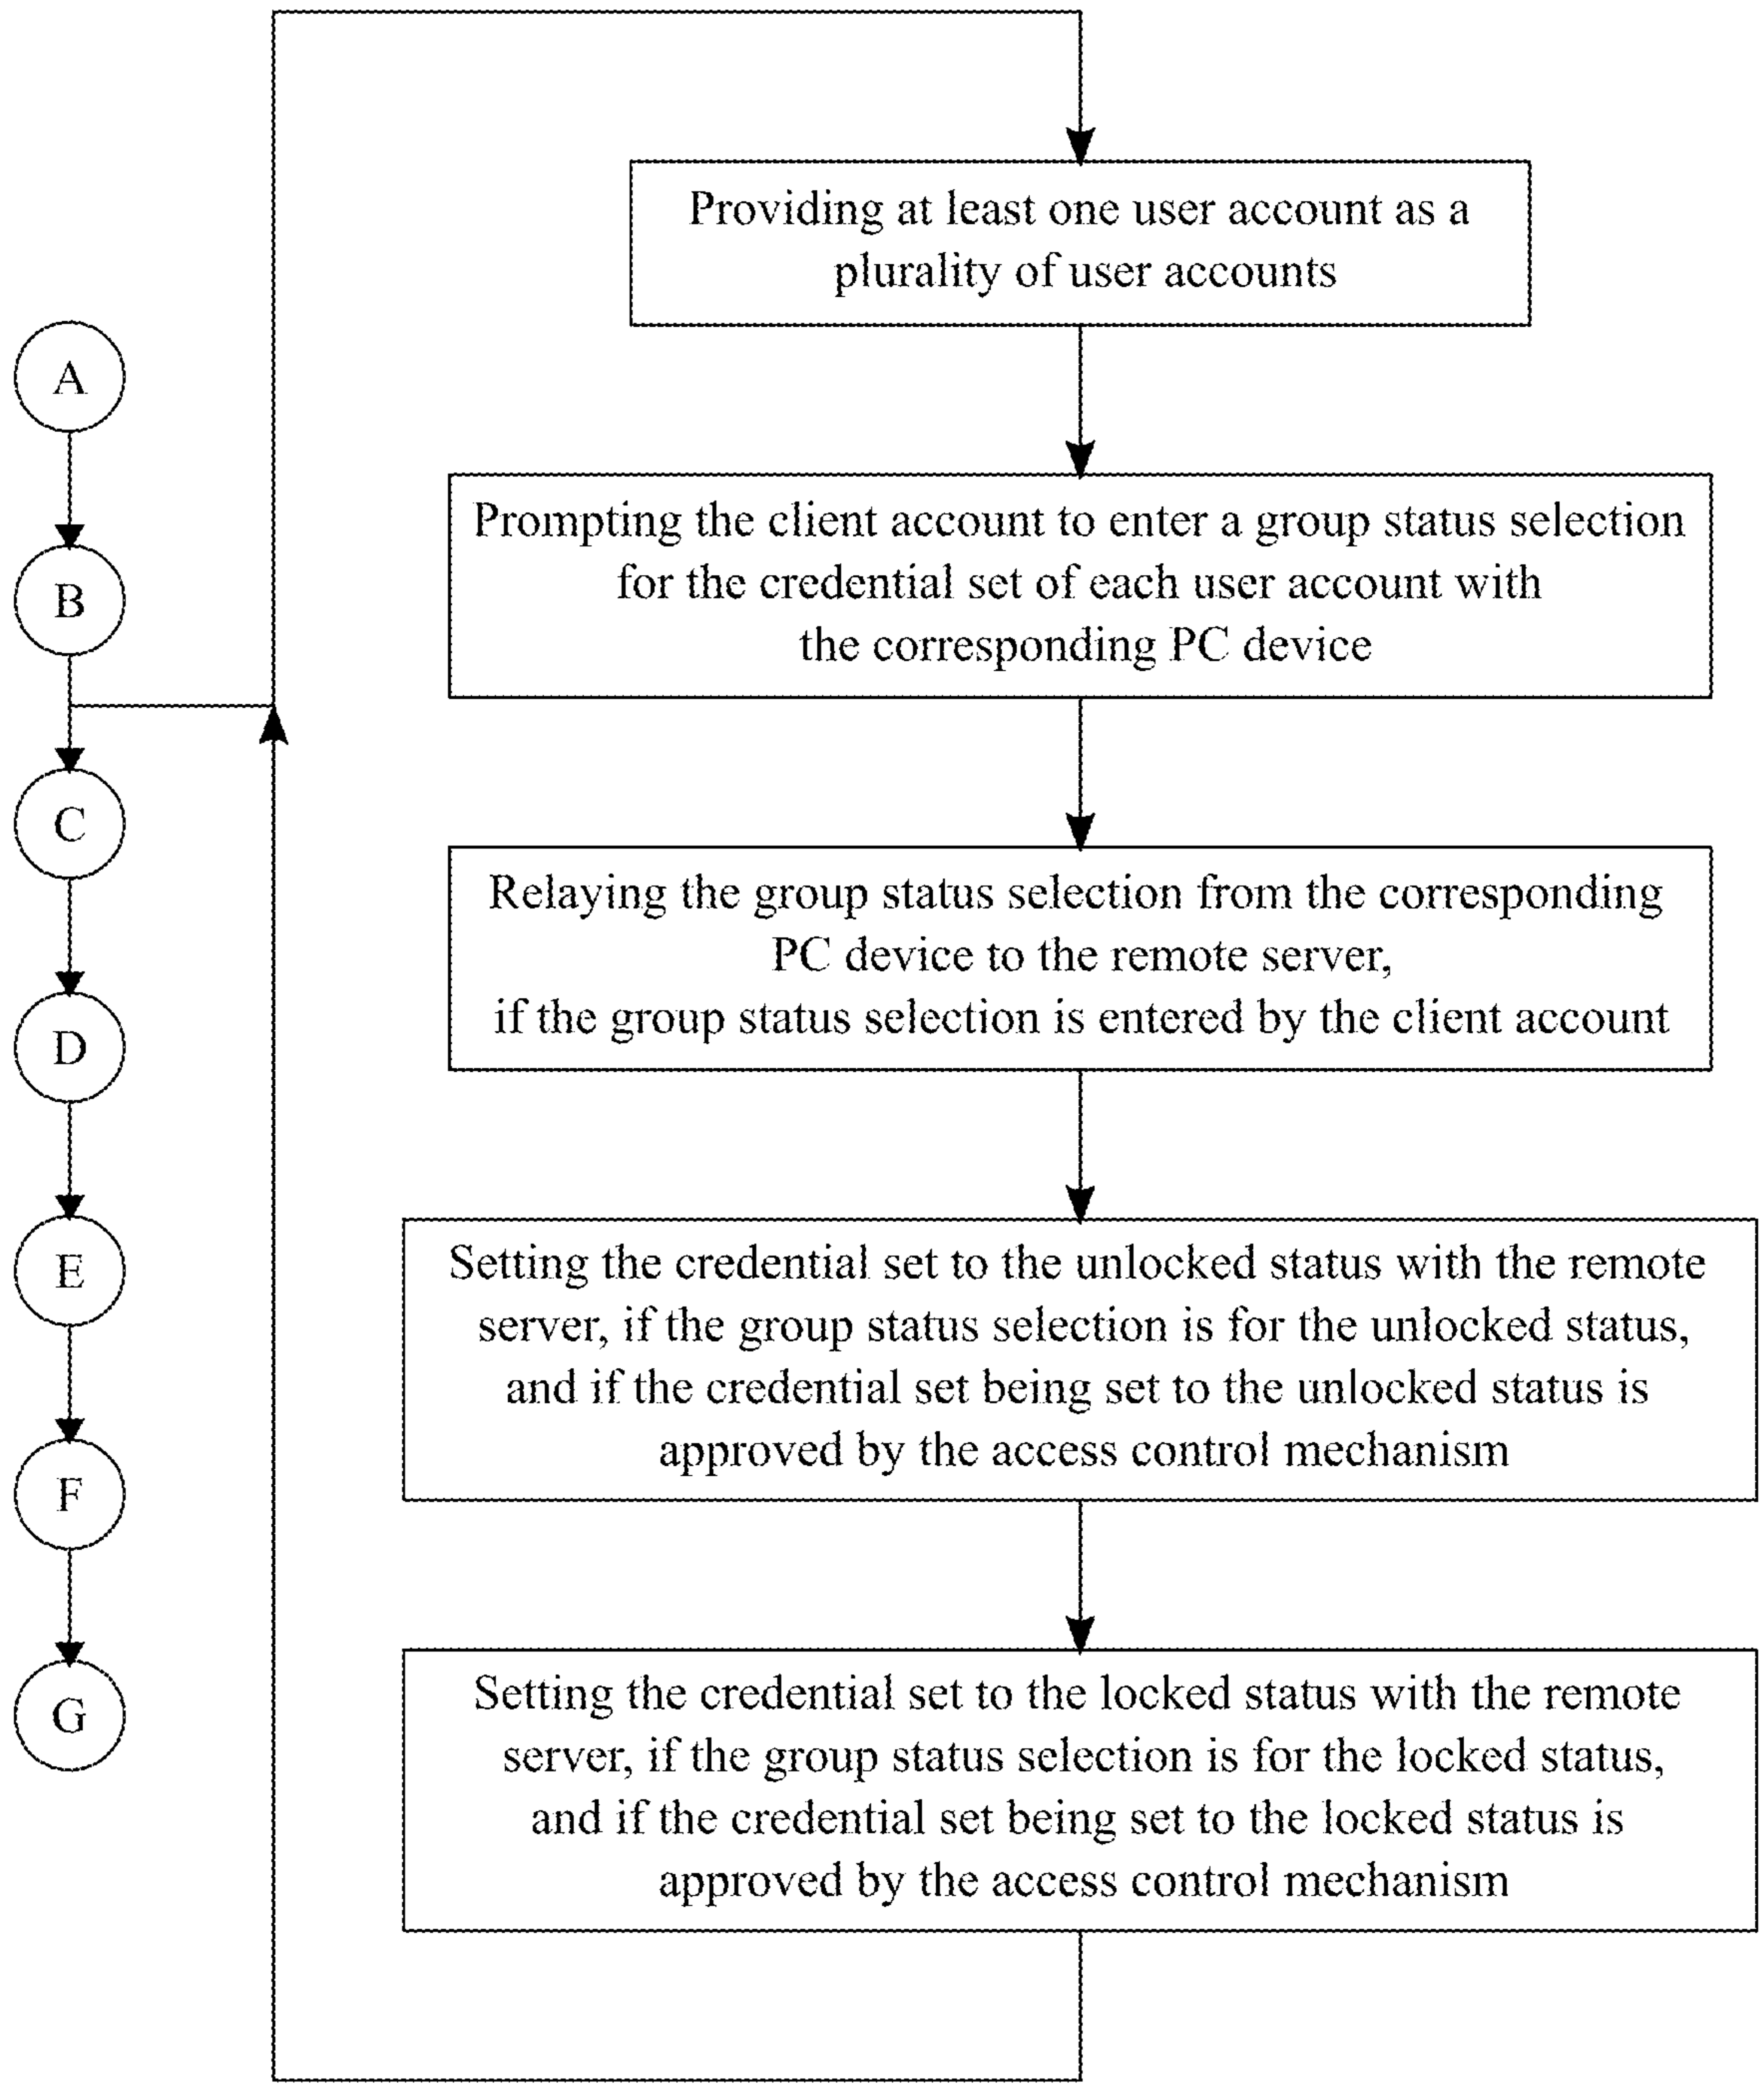 Providing at least one user account as a
plurality of user accounts
A
Prompting the client account to enter a group status selection
for the credential set of each user account with
the corresponding PC device
B
C
Relaying the group status selection from the corresponding
PC device to the remote server,
if the group status selection is entered by the client account
D
E
Setting the credential set to the unlocked status with the remote
server, if the group status selection is for the unlocked status,
and if the credential set being set to the unlocked status is
approved by the access control mechanism
F
G
Setting the credential set to the locked status with the remote
server, if the group status selection is for the locked status,
and if the credential set being set to the locked status is
approved by the access control mechanism